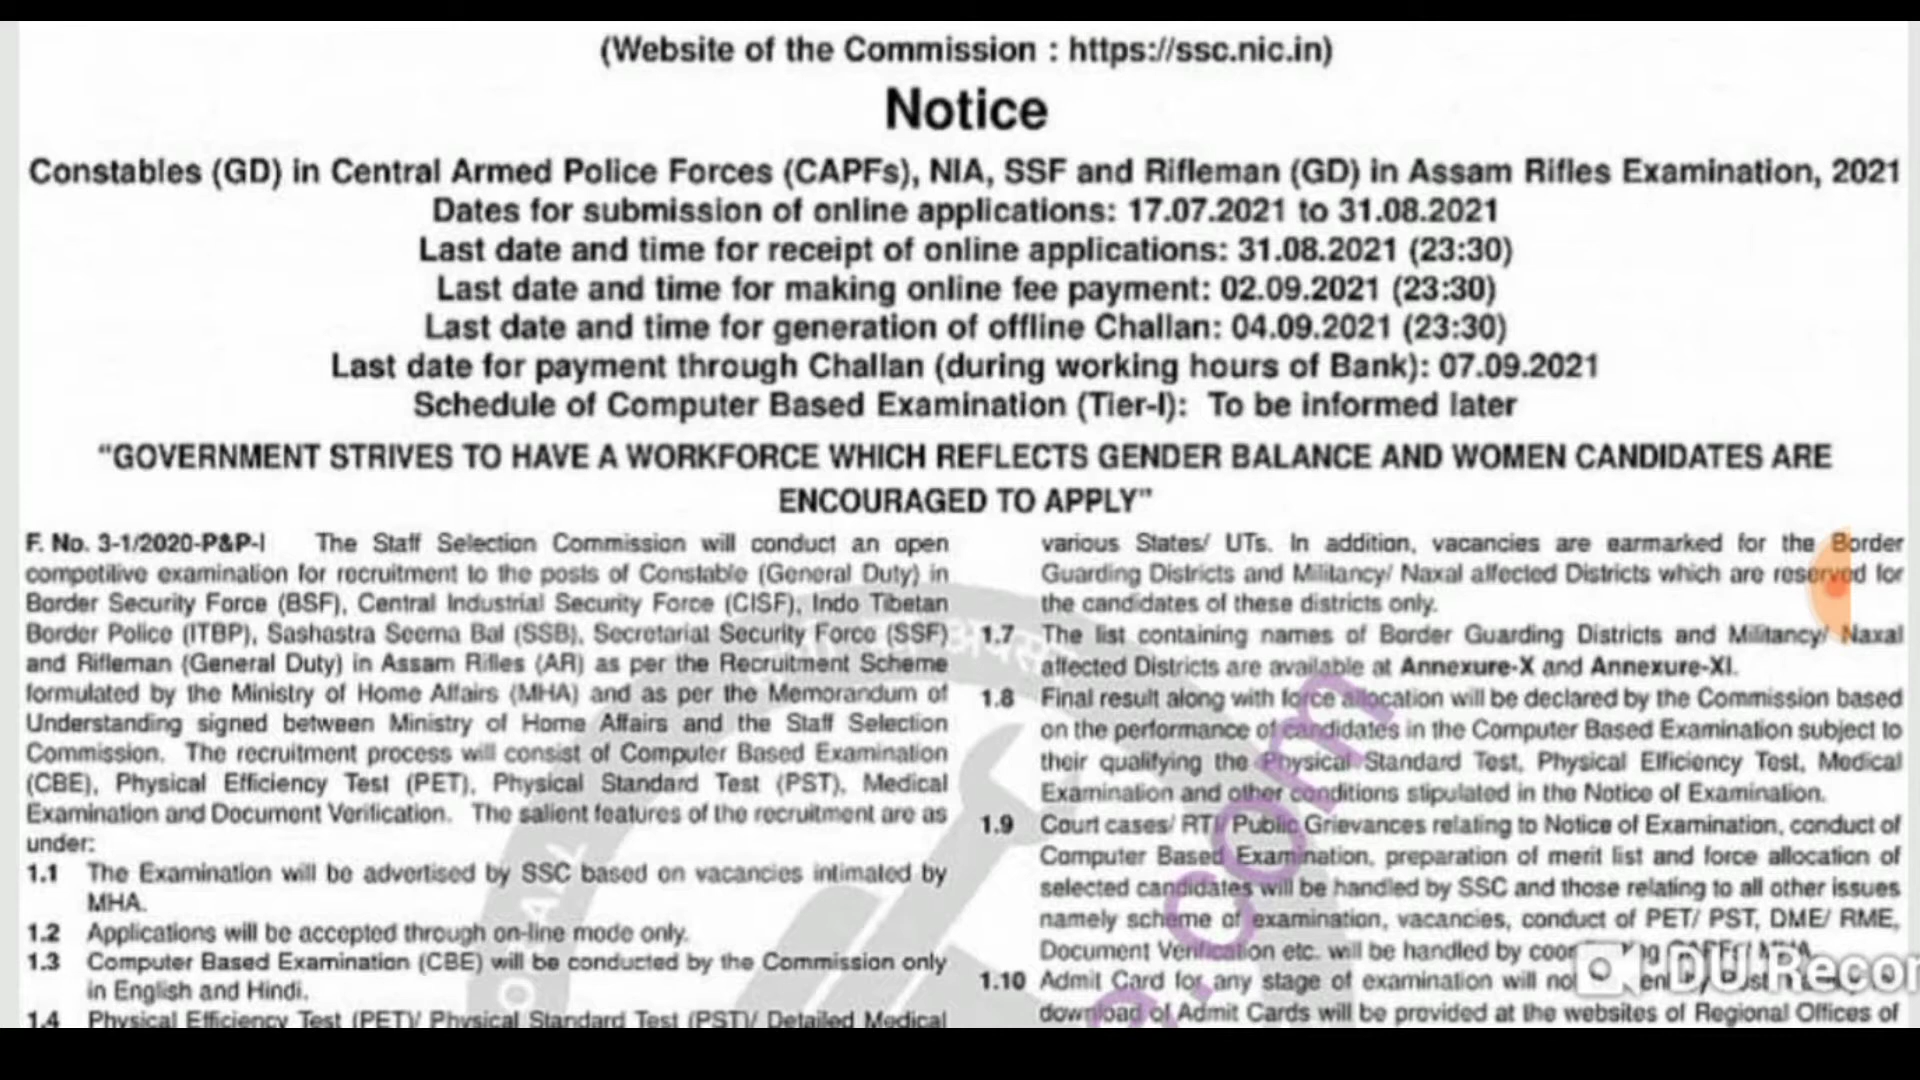 (Website of the Commission : https://ssc.nic.in)
Notice
Constables (GD) in Central Armed Police Forces (CAPFs), NIA, SSF and Rifleman (GD) in Assam Rifles Examination, 2021
Dates for submission of online applications: 17.07.2021 to 31.08.2021
Last date and time for receipt of online applications: 31.08.2021 (23:30)
Last date and time for making online fee payment: 02.09.2021 (23:30)
Last date and time for generation of offline Challan: 04.09.2021 (23:30)
Last date for payment through Challan (during working hours of Bank): 07.09.2021
Schedule of Computer Based Examination (Tier-I): To be informed later
“GOVERNMENT STRIVES TO HAVE A WORKFORCE WHICH REFLECTS GENDER BALANCE AND WOMEN CANDIDATES ARE
ENCOURAGED TO APPLY”
F. No. 3-1/2020-P&P-I The Staff Selection Commission will conduct an open
competitive examination for recruitment to the posts of Constable (General Duty) in
Border Security Force (BSF), Central Industrial Security Force (CISF), Indo Tibetan
Border Police (ITBP), Sashastra Seema Bal (SSB), Secretariat Security Force (SSF)
and Rifleman (General Duty) in Assam Rifles (AR) as per the Recruitment Scheme
formulated by the Ministry of Home Affairs (MHA) and as per the Memorandum of
Understanding signed between Ministry of Home Affairs and the Staff Selection
Commission. The recruitment process will consist of Computer Based Examination
(CBE), Physical Efficiency Test (PET), Physical Standard Test (PST), Medical
Examination and Document Verification. The salient features of the recruitment are as
under:
1.1 The Examination will be advertised by SSC based on vacancies intimated by
MHA.
1.2 Applications will be accepted through on-line mode only.
1.3 Computer Based Examination (CBE) will be conducted by the Commission only
in English and Hindi.
1.4 Physical Efficiency Test (PET)/ Physical Standard Test (PST)/ Detailed Medical
various States/ UTs. In addition, vacancies are earmarked for the Border
Guarding Districts and Militancy/ Naxal affected Districts which are reserved for
the candidates of these districts only.
1.7 The list containing names of Border Guarding Districts and Militancy/ Naxal
affected Districts are available at Annexure-X and Annexure-XI.
1.8 Final result along with force allocation will be declared by the Commission based
on the performance of candidates in the Computer Based Examination subject to
their qualifying the Physical Standard Test, Physical Efficiency Test, Medical
Examination and other conditions stipulated in the Notice of Examination.
1.9 Court cases/ RTI/ Public Grievances relating to Notice of Examination, conduct of
Computer Based Examination, preparation of merit list and force allocation of
selected candidates will be handled by SSC and those relating to all other issues
namely scheme of examination, vacancies, conduct of PET/ PST, DME/ RME,
Document Verification etc. will be handled by
1.10 Admit Card for any stage of examination will
download of Admit Cards will be provided at the websites of Regional Offices of
.com
DU Recor